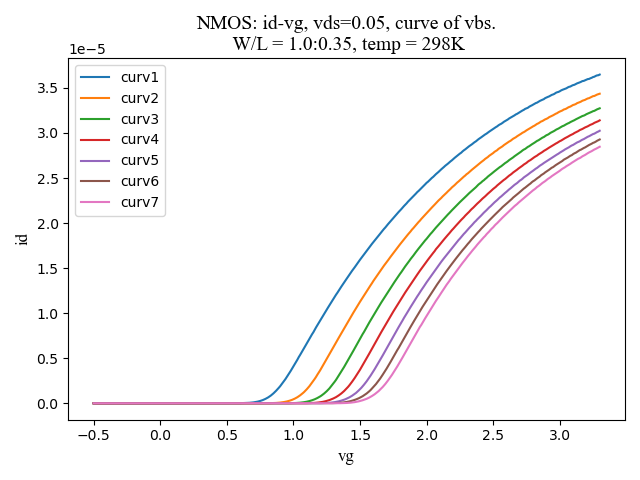 NMOS: id-vg, vds=0.05, curve of vbs.
W/L = 1.0:0.35, temp = 298K
1e−5
curv1
curv2
curv3
curv4
curv5
curv6
curv7
3.5
3.0
2.5
2.0
1.5
1.0
0.5
0.0
id
−0.5
0.0
0.5
1.0
1.5
2.0
2.5
3.0
vg